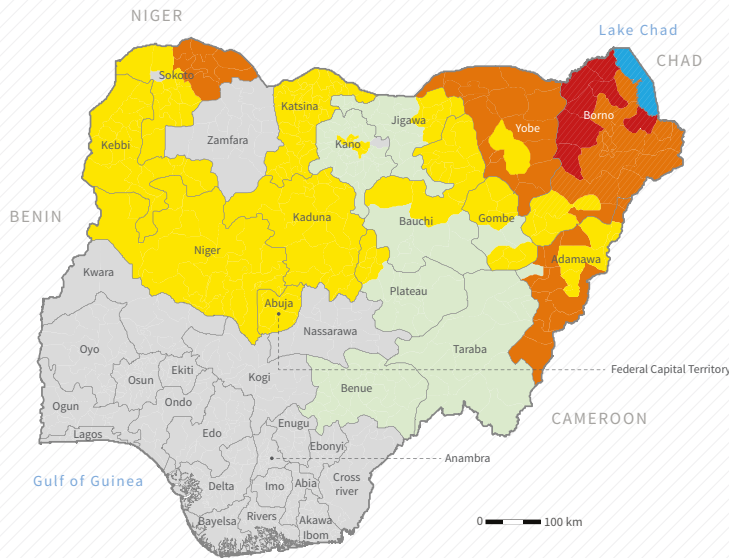 NIGER
Lake Chad
CHAD
Sokoto
Katsina
Jigawa
Borno
Yobe
Kebbi
Zamfara
Kano
BENIN
Kaduna
Bauchi
Gombe
Niger
Adamawa
Kwara
Abuja
Plateau
Nassarawa
Oyo
Taraba
Ekiti
Osun
Kogi
Federal Capital Territory
Benue
Ogun
Ondo
CAMEROON
Lagos
Edo
Enugu
Ebonyi
Anambra
Gulf of Guinea
Delta
Imo
Abia
Cross
river
Bayelsa
Rivers
Akawa
Ibom
0
100 km